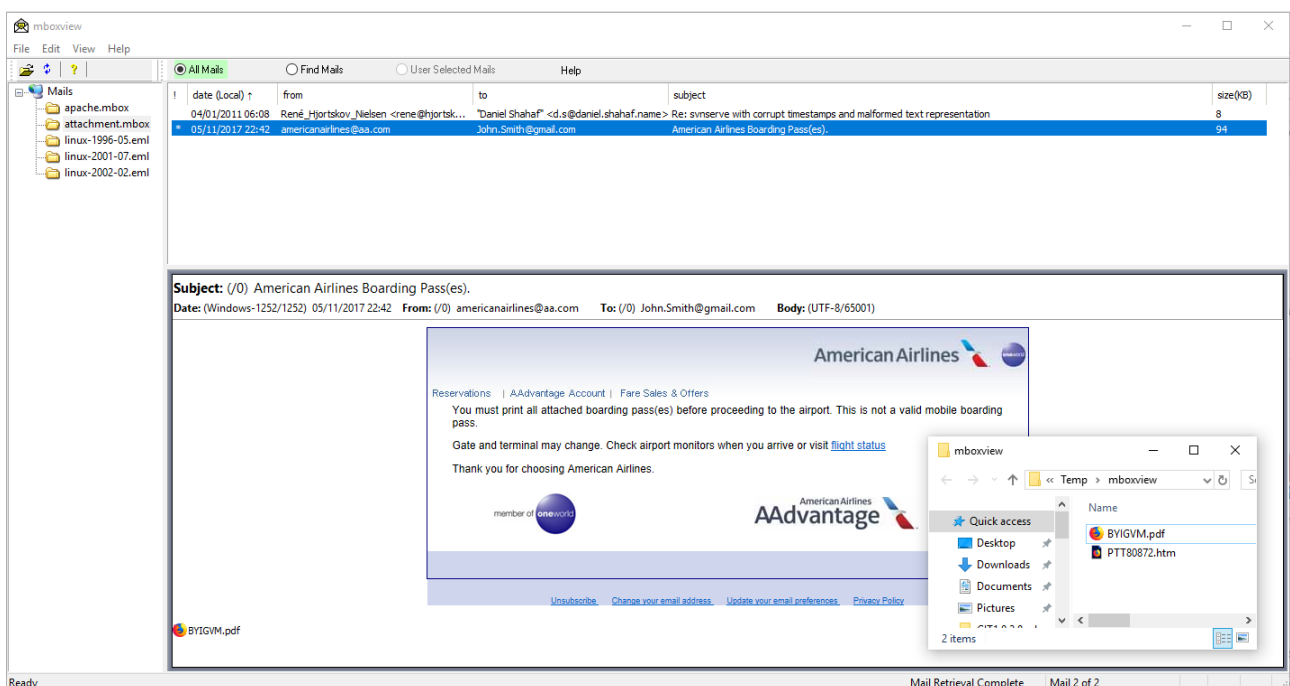 mboxview
File Edit View Help
All Mails Find Mails User Selected Mails Help
Mails
apache.mbox
attachment.mbox
linux-1996-05.eml
linux-2001-07.eml
linux-2002-02.eml
! date (Local) ↑ from to subject size(KB)
04/01/2011 06:08 René_Hjortskov_Nielsen <rene@hjortsk... "Daniel Shahaf" <d.s@daniel.shahaf.name> Re: svnserve with corrupt timestamps and malformed text representation 8
* 05/11/2017 22:42 americanairlines@aa.com John.Smith@gmail.com American Airlines Boarding Pass(es). 94
Subject: (/0) American Airlines Boarding Pass(es).
Date: (Windows-1252/1252) 05/11/2017 22:42 From: (/0) americanairlines@aa.com To: (/0) John.Smith@gmail.com Body: (UTF-8/65001)
American Airlines oneworld
Reservations | AAdvantage Account | Fare Sales & Offers
You must print all attached boarding pass(es) before proceeding to the airport. This is not a valid mobile boarding
pass.
Gate and terminal may change. Check airport monitors when you arrive or visit flight status
Thank you for choosing American Airlines.
member of oneworld
American Airlines
AAdvantage
Unsubscribe Change your email address Update your email preferences Privacy Policy
BYIGVM.pdf
mboxview
« Temp › mboxview
Name
Quick access
Desktop
Downloads
Documents
Pictures
BYIGVM.pdf
PTT80872.htm
2 items
Ready Mail Retrieval Complete Mail 2 of 2